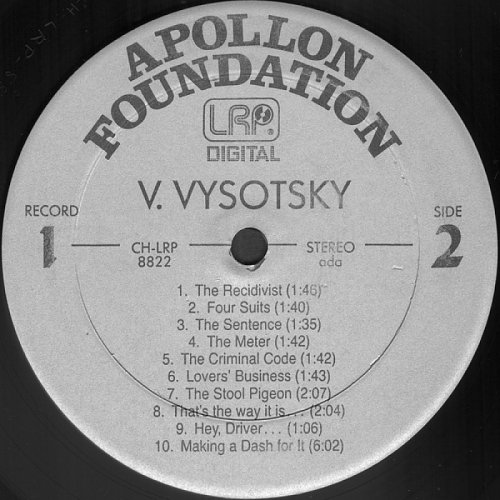 APOLLON
FOUNDATION
LRP®
DIGITAL
V. VYSOTSKY
RECORD
1
SIDE
2
CH-LRP
8822
STEREO
ada
1. The Recidivist (1:46)
2. Four Suits (1:40)
3. The Sentence (1:35)
4. The Meter (1:42)
5. The Criminal Code (1:42)
6. Lovers' Business (1:43)
7. The Stool Pigeon (2:07)
8. That's the way it is... (2:04)
9. Hey, Driver... (1:06)
10. Making a Dash for It (6:02)